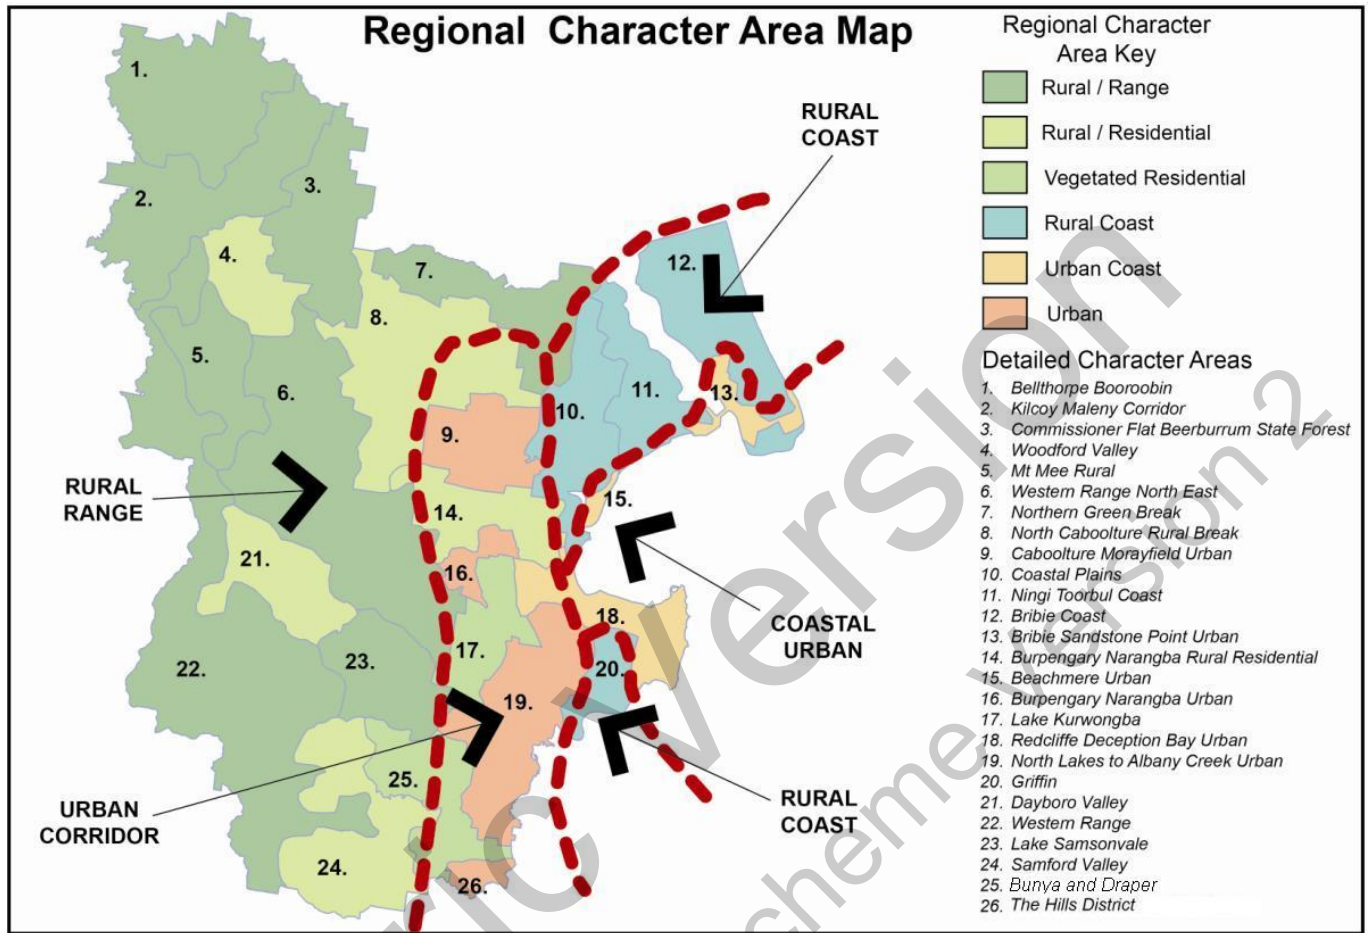 Regional Character Area Map
Regional Character
Area Key
Rural / Range
Rural / Residential
Vegetated Residential
Rural Coast
Urban Coast
Urban
Detailed Character Areas
1. Bellthorpe Booroobin
2. Kilcoy Maleny Corridor
3. Commissioner Flat Beerburrum State Forest
4. Woodford Valley
5. Mt Mee Rural
6. Western Range North East
7. Northern Green Break
8. North Caboolture Rural Break
9. Caboolture Morayfield Urban
10. Coastal Plains
11. Ningi Toorbul Coast
12. Bribie Coast
13. Bribie Sandstone Point Urban
14. Burpengary Narangba Rural Residential
15. Beachmere Urban
16. Burpengary Narangba Urban
17. Lake Kurwongba
18. Redcliffe Deception Bay Urban
19. North Lakes to Albany Creek Urban
20. Griffin
21. Dayboro Valley
22. Western Range
23. Lake Samsonvale
24. Samford Valley
25. Bunya and Draper
26. The Hills District
RURAL
COAST
RURAL
RANGE
COASTAL
URBAN
URBAN
CORRIDOR
RURAL
COAST
1.
2.
3.
4.
5.
6.
7.
8.
9.
10.
11.
12.
13.
14.
15.
16.
17.
18.
19.
20.
21.
22.
23.
24.
25.
26.
ric version
cheme version 2